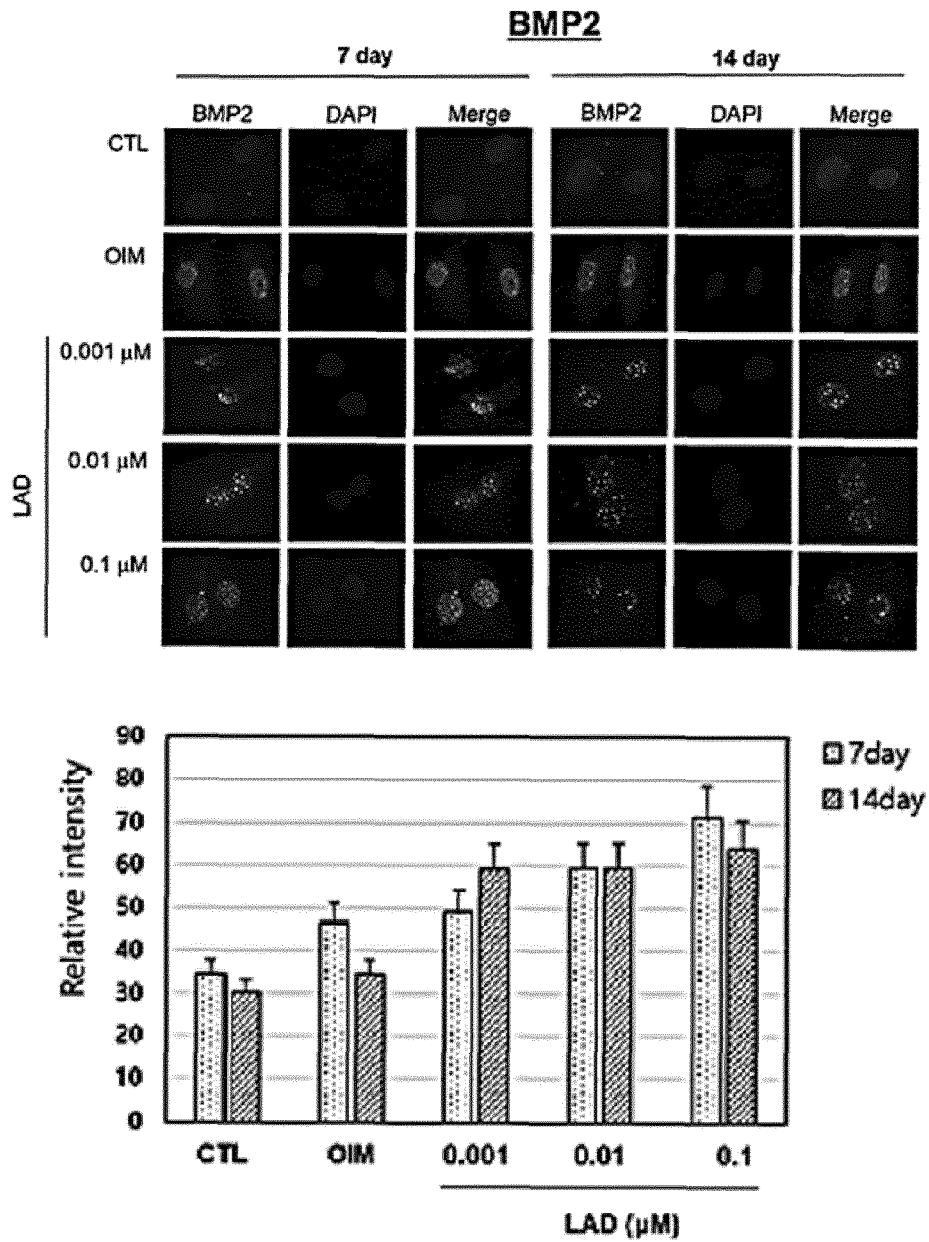 BMP2
7 day 14 day
BMP2 DAPI Merge BMP2 DAPI Merge
CTL
OIM
0.001 µM
0.01 µM
0.1 µM
LAD
90
80
70
60
50
40
30
20
10
0
Relative intensity
7day
14day
CTL OIM 0.001 0.01 0.1
LAD (µM)